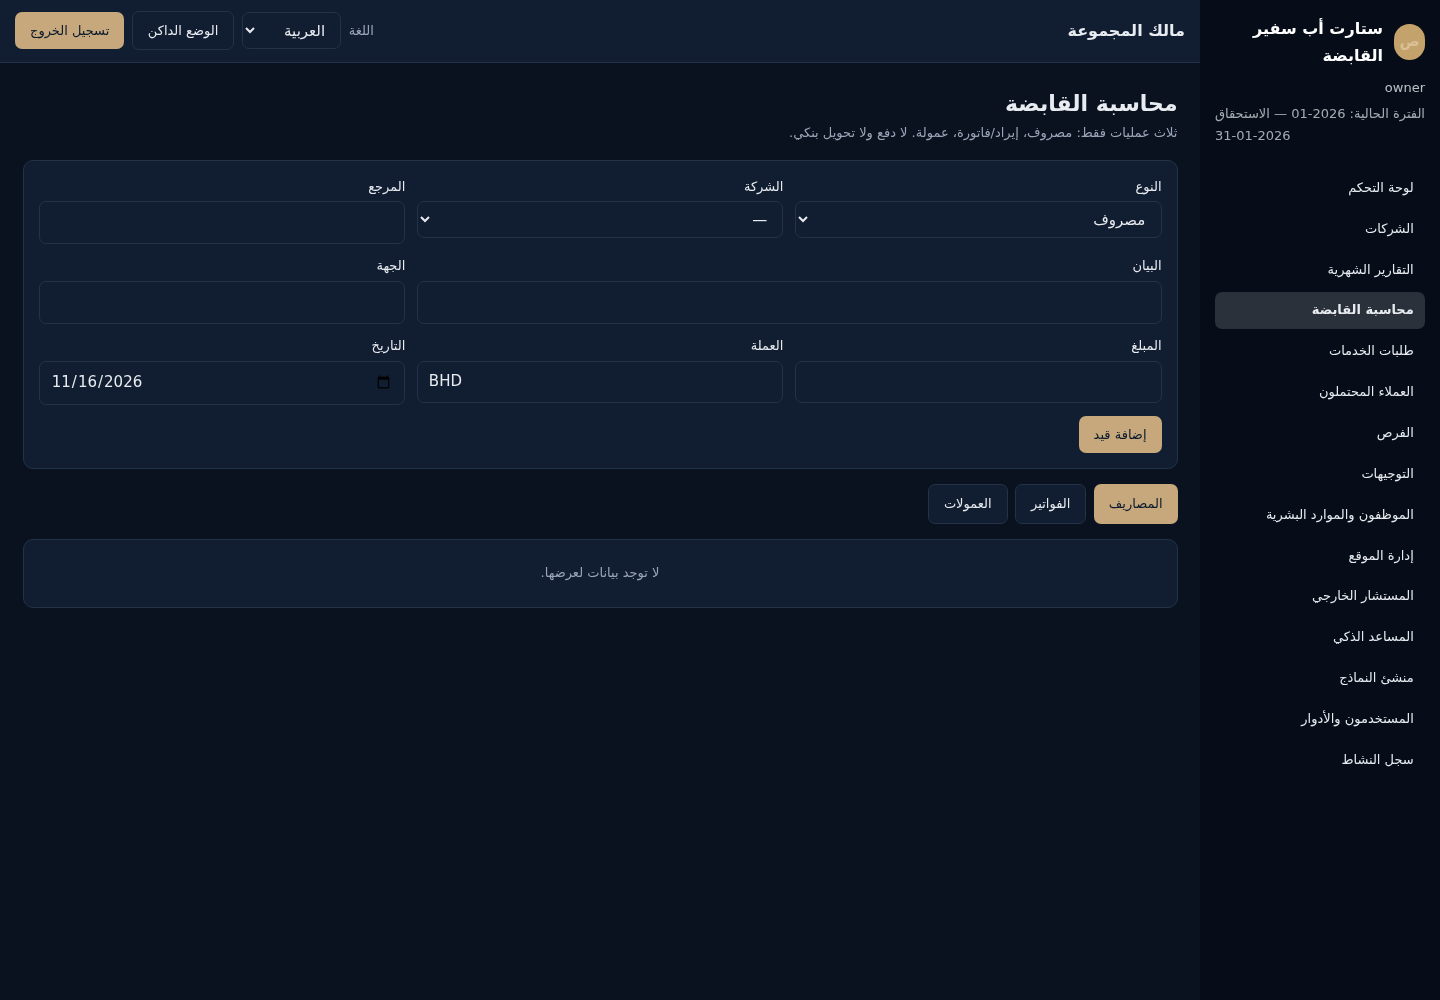 ص
ستارت أب سفير
القابضة
owner
الفترة الحالية: 2026-01 — الاستحقاق
2026-01-31
لوحة التحكم
الشركات
التقارير الشهرية
محاسبة القابضة
طلبات الخدمات
العملاء المحتملون
الفرص
التوجيهات
الموظفون والموارد البشرية
إدارة الموقع
المستشار الخارجي
المساعد الذكي
منشئ النماذج
المستخدمون والأدوار
سجل النشاط
مالك المجموعة
اللغة
العربية
الوضع الداكن
تسجيل الخروج
محاسبة القابضة
ثلاث عمليات فقط: مصروف، إيراد/فاتورة، عمولة. لا دفع ولا تحويل بنكي.
النوع
مصروف
الشركة
—
المرجع
البيان
الجهة
المبلغ
العملة
BHD
التاريخ
11/16/2026
إضافة قيد
المصاريف
الفواتير
العمولات
لا توجد بيانات لعرضها.